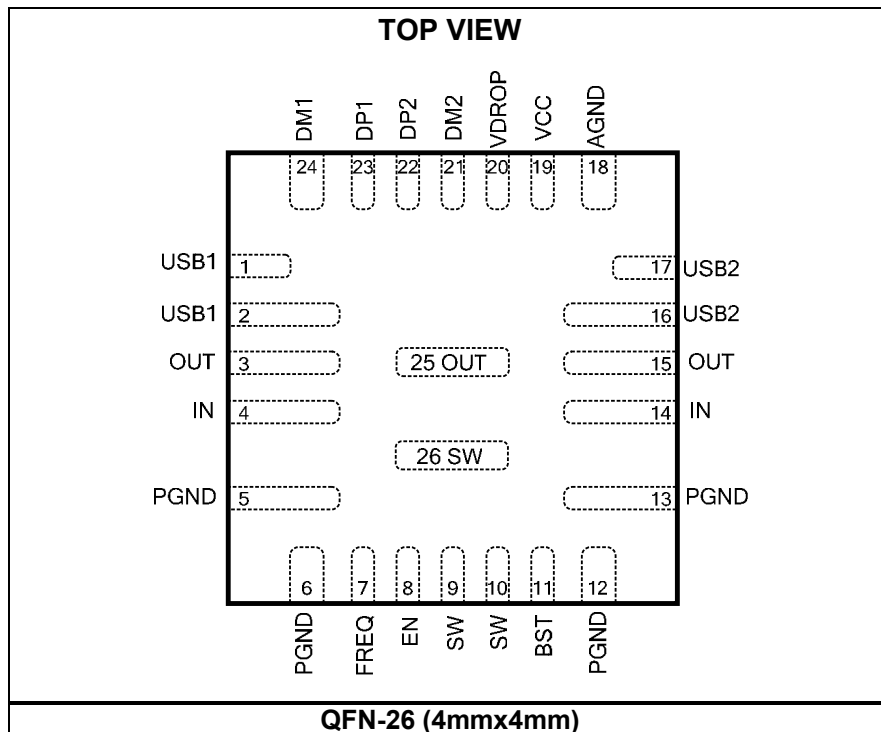 TOP VIEW
DM1 DP1 DP2 DM2 VDROP VCC AGND
24 23 22 21 20 19 18
USB1 1 17 USB2
USB1 2 16 USB2
OUT 3 25 OUT 15 OUT
IN 4 14 IN
26 SW
PGND 5 13 PGND
6 7 8 9 10 11 12
PGND FREQ EN SW SW BST PGND
QFN-26 (4mmx4mm)